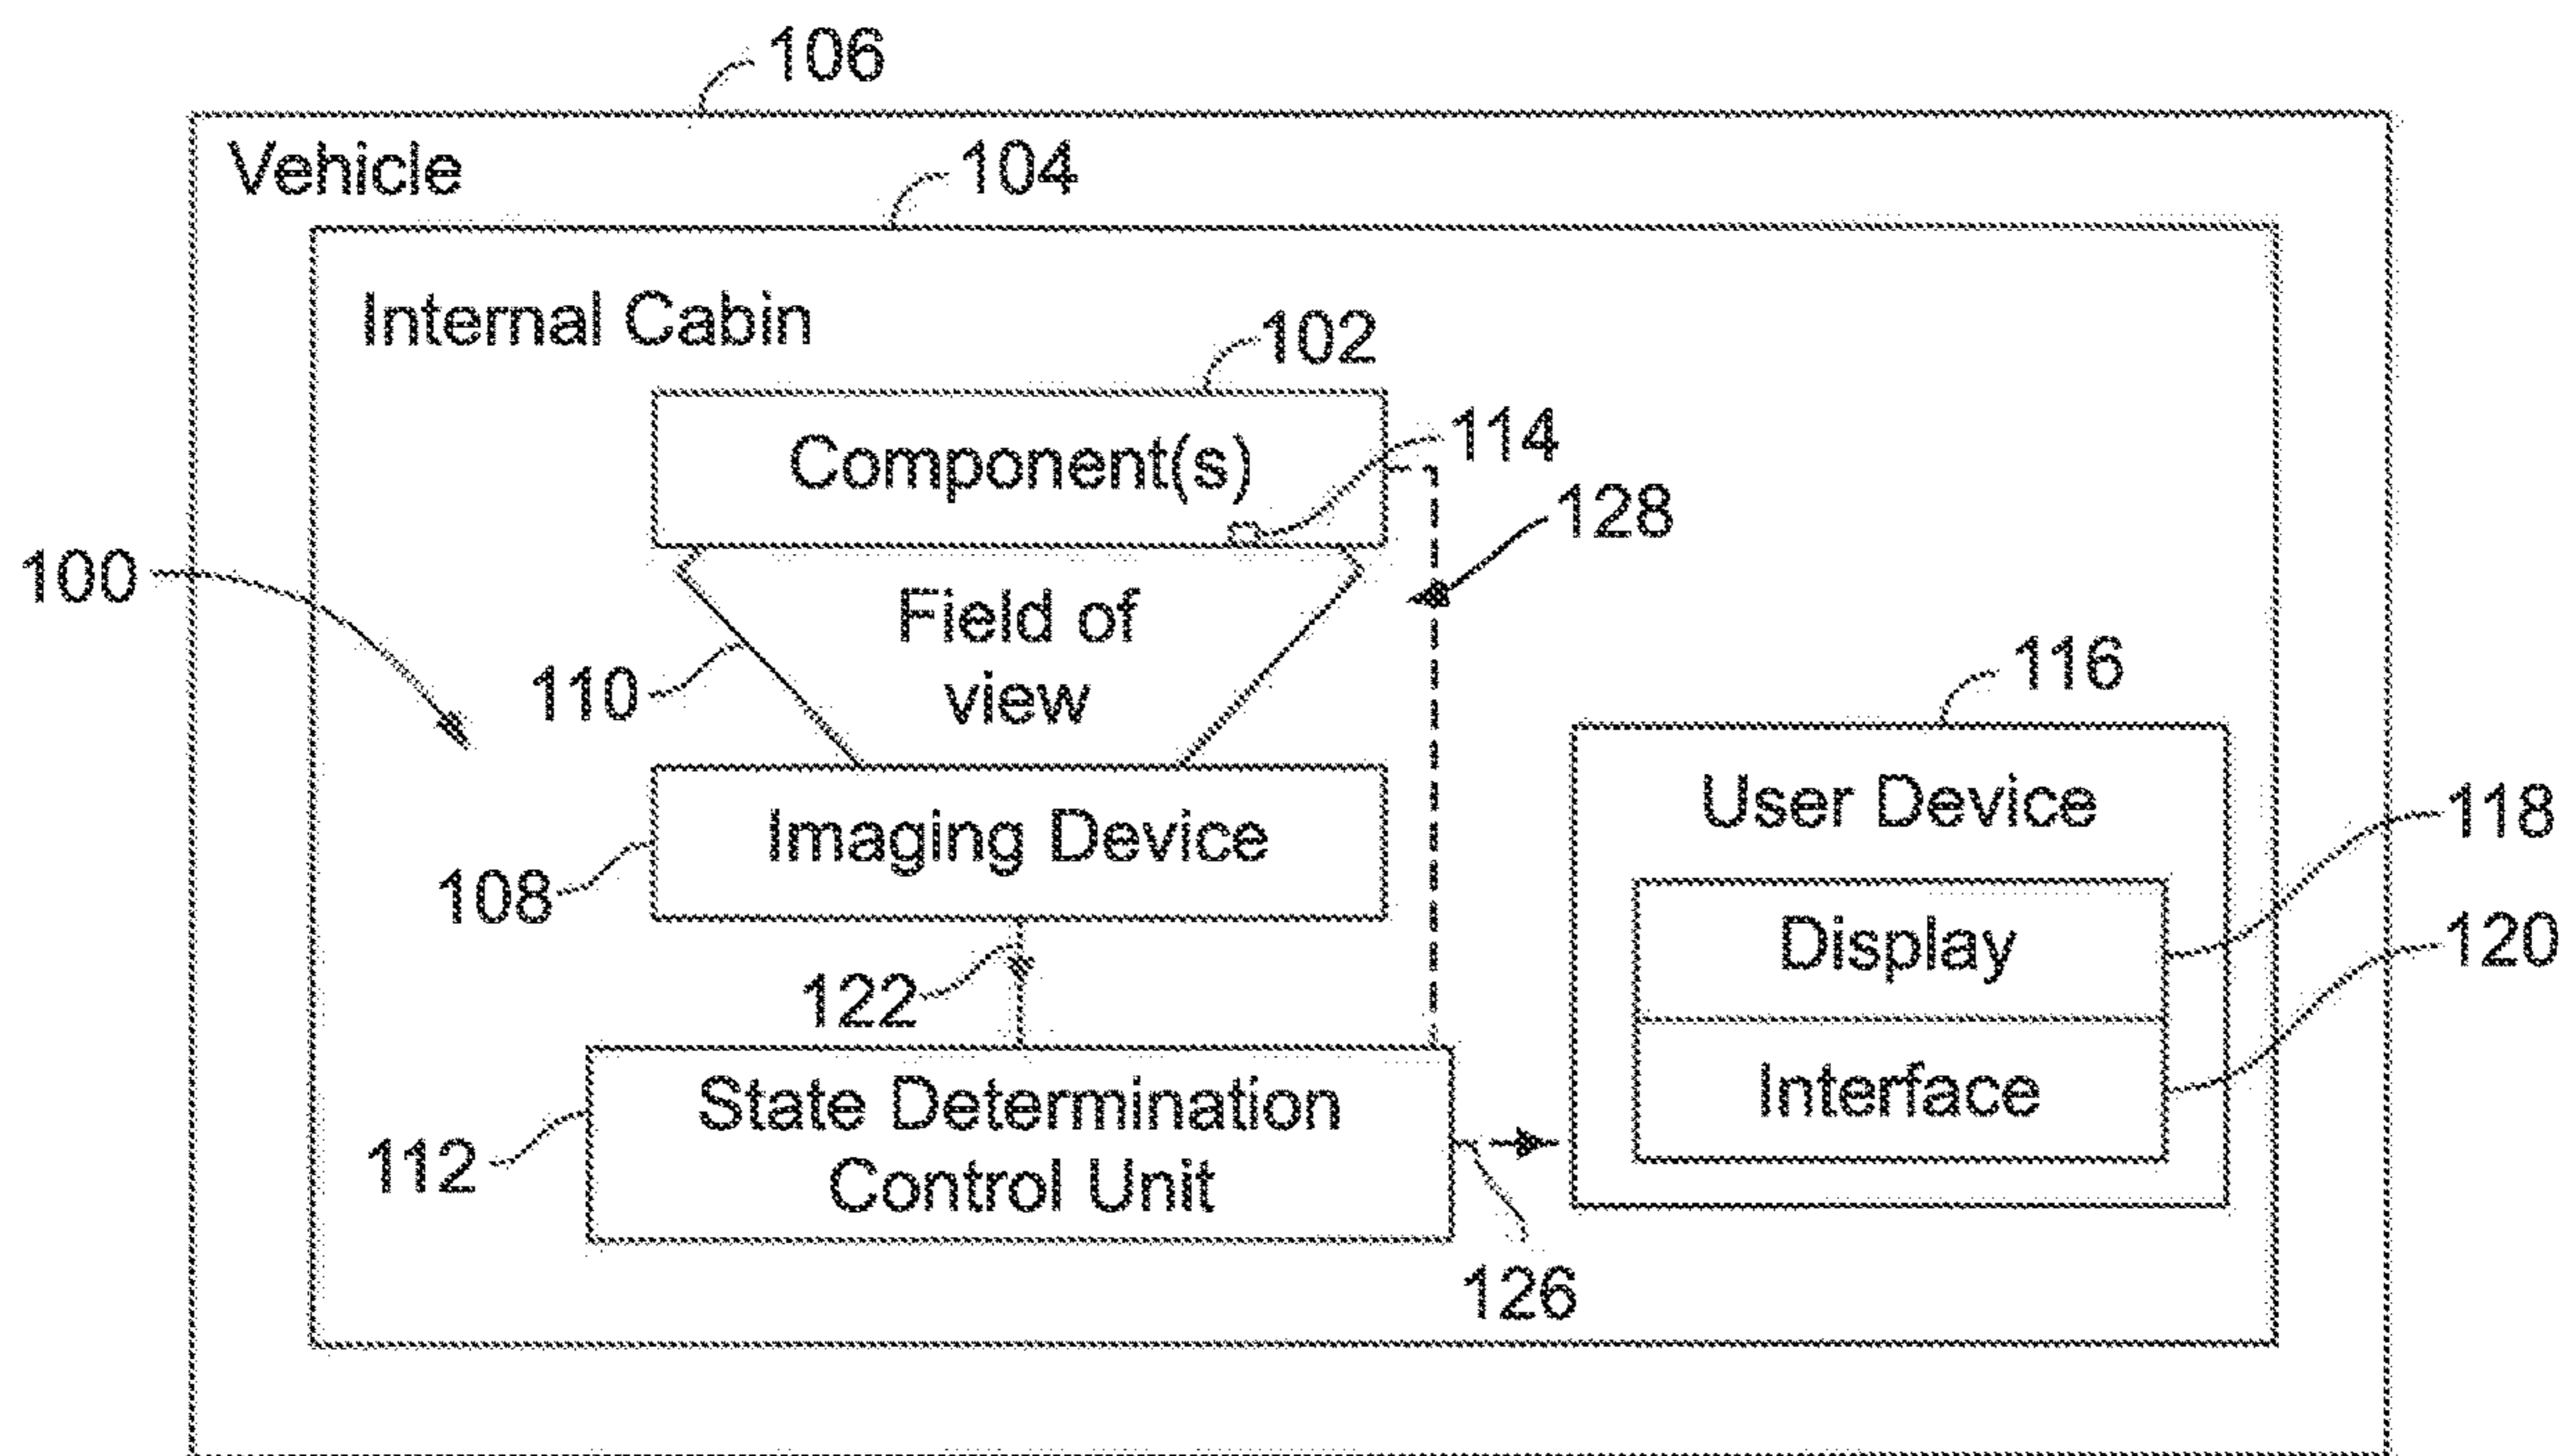 106
Vehicle
104
Internal Cabin
102
Component(s)
114
128
100
Field of
view
110
116
User Device
Imaging Device
118
108
Display
120
122
Interface
State Determination
Control Unit
112
126